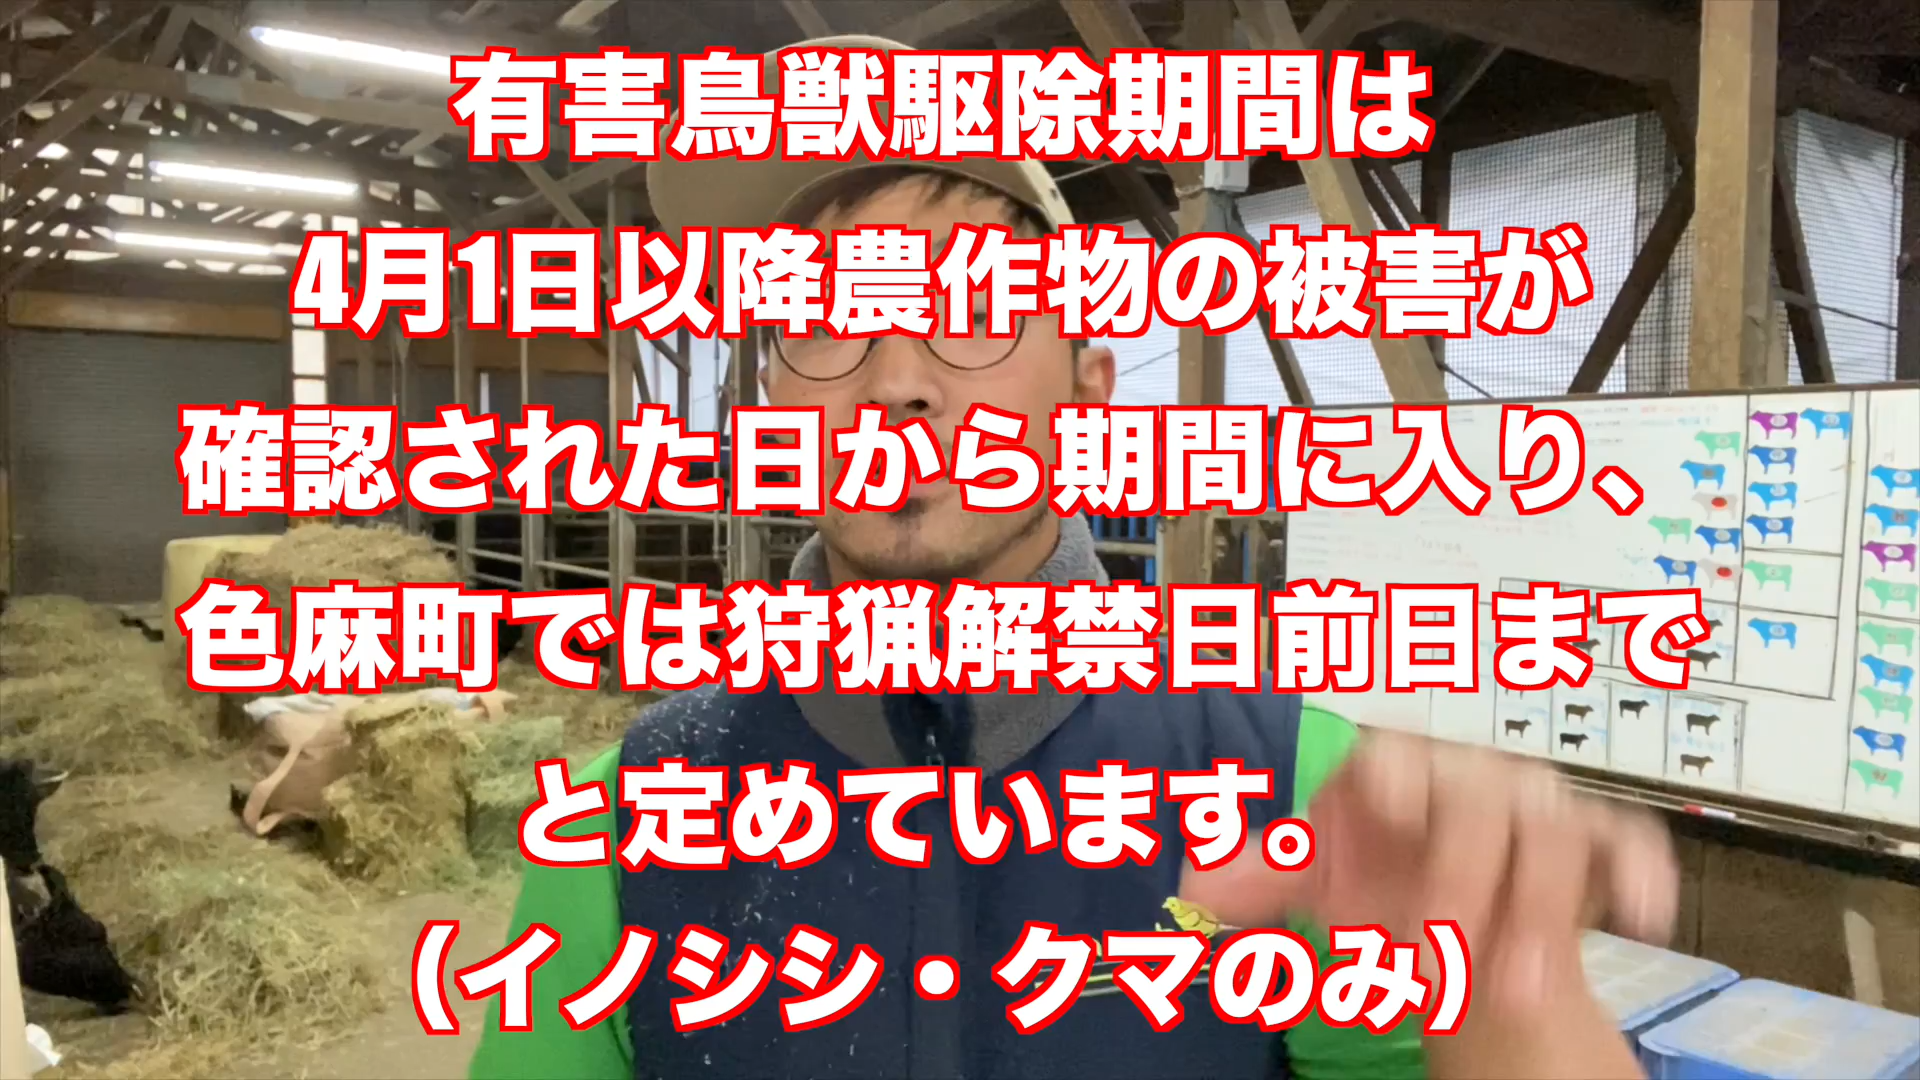 有害鳥獣駆除期間は
4月1日以降農作物の被害が
確認された日から期間に入り、
色麻町では狩猟解禁日前日まで
と定めています。
(イノシシ・クマのみ)